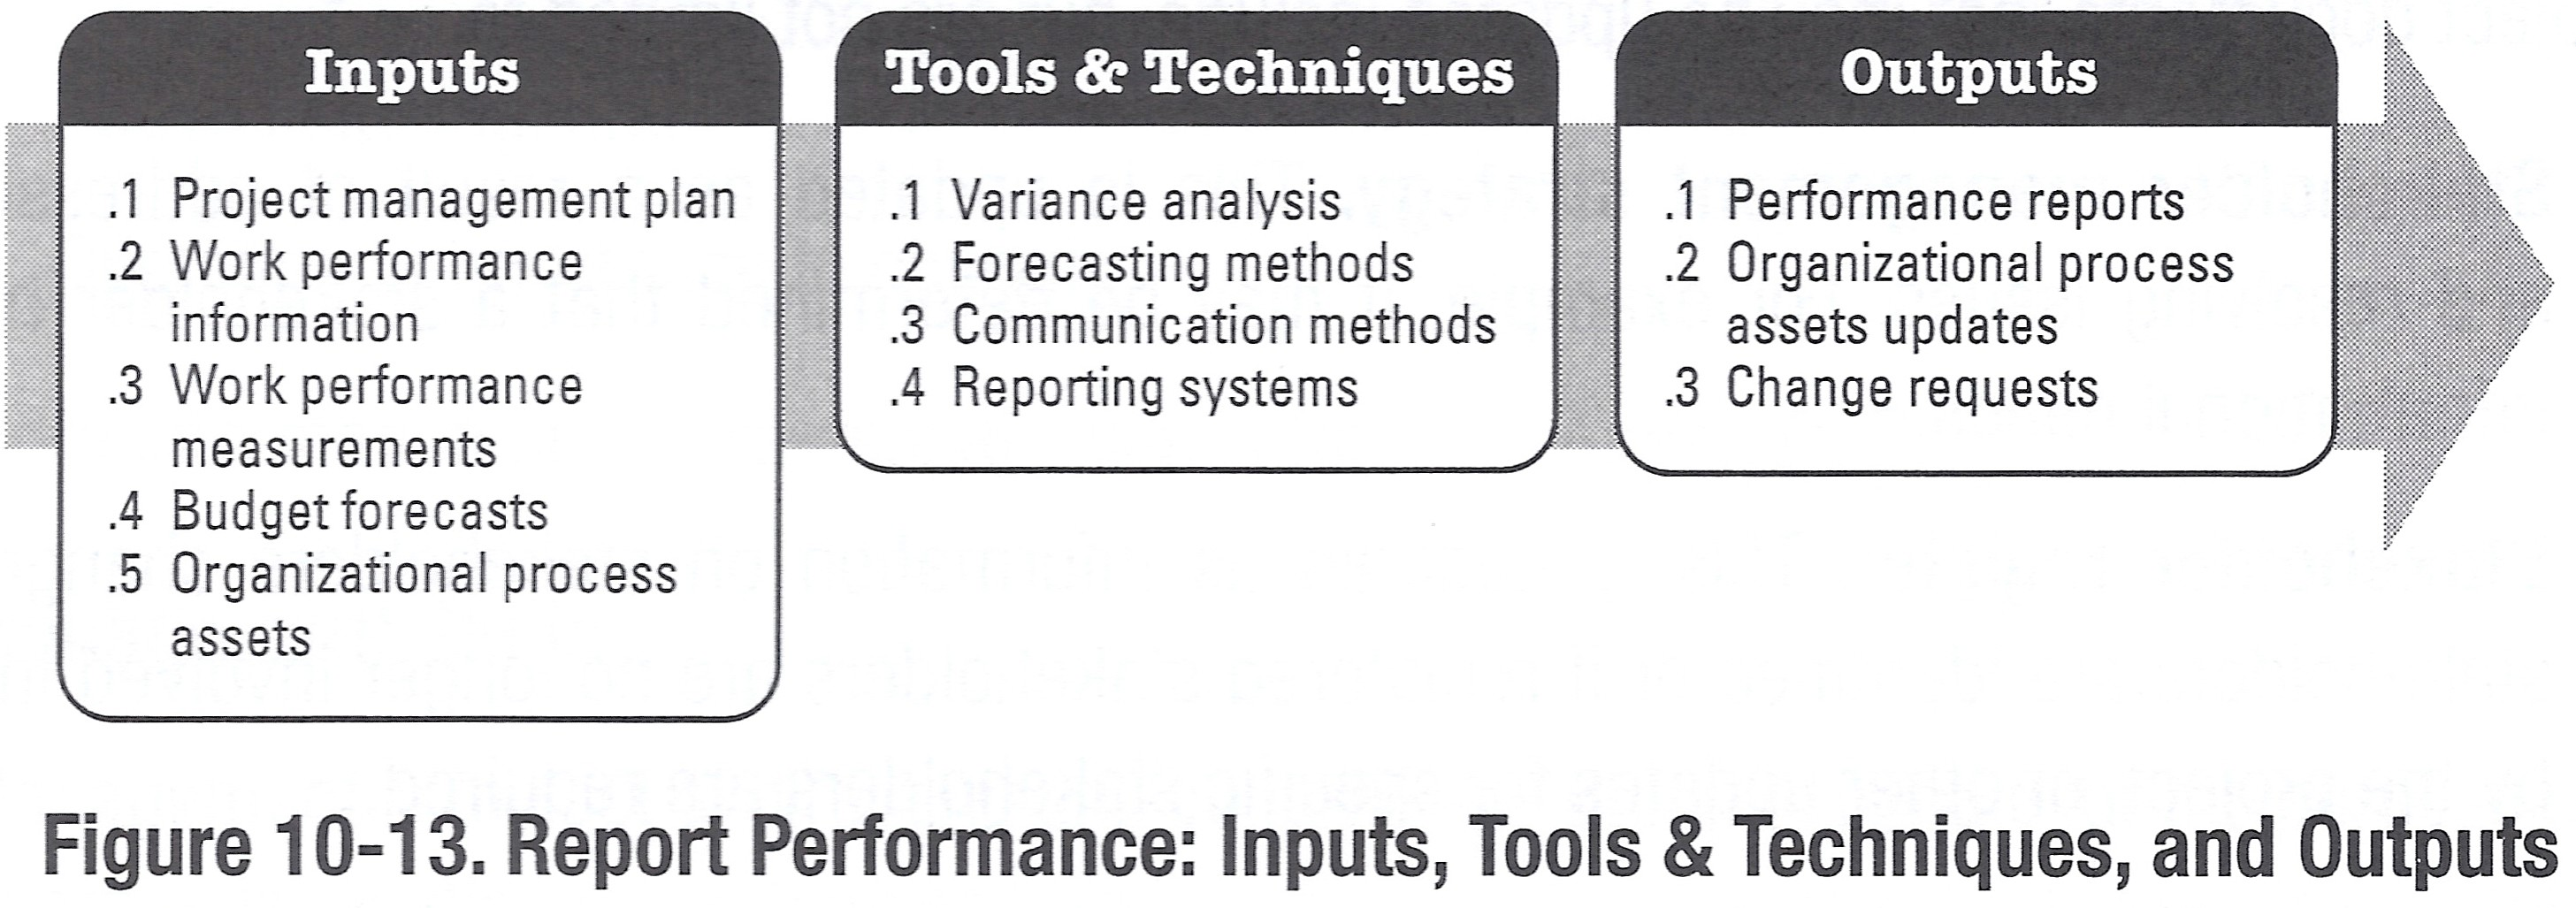 Inputs
.1 Project management plan
.2 Work performance
information
.3 Work performance
measurements
.4 Budget forecasts
.5 Organizational process
assets
Tools & Techniques
.1 Variance analysis
.2 Forecasting methods
.3 Communication methods
.4 Reporting systems
Outputs
.1 Performance reports
.2 Organizational process
assets updates
.3 Change requests
Figure 10-13. Report Performance: Inputs, Tools & Techniques, and Outputs